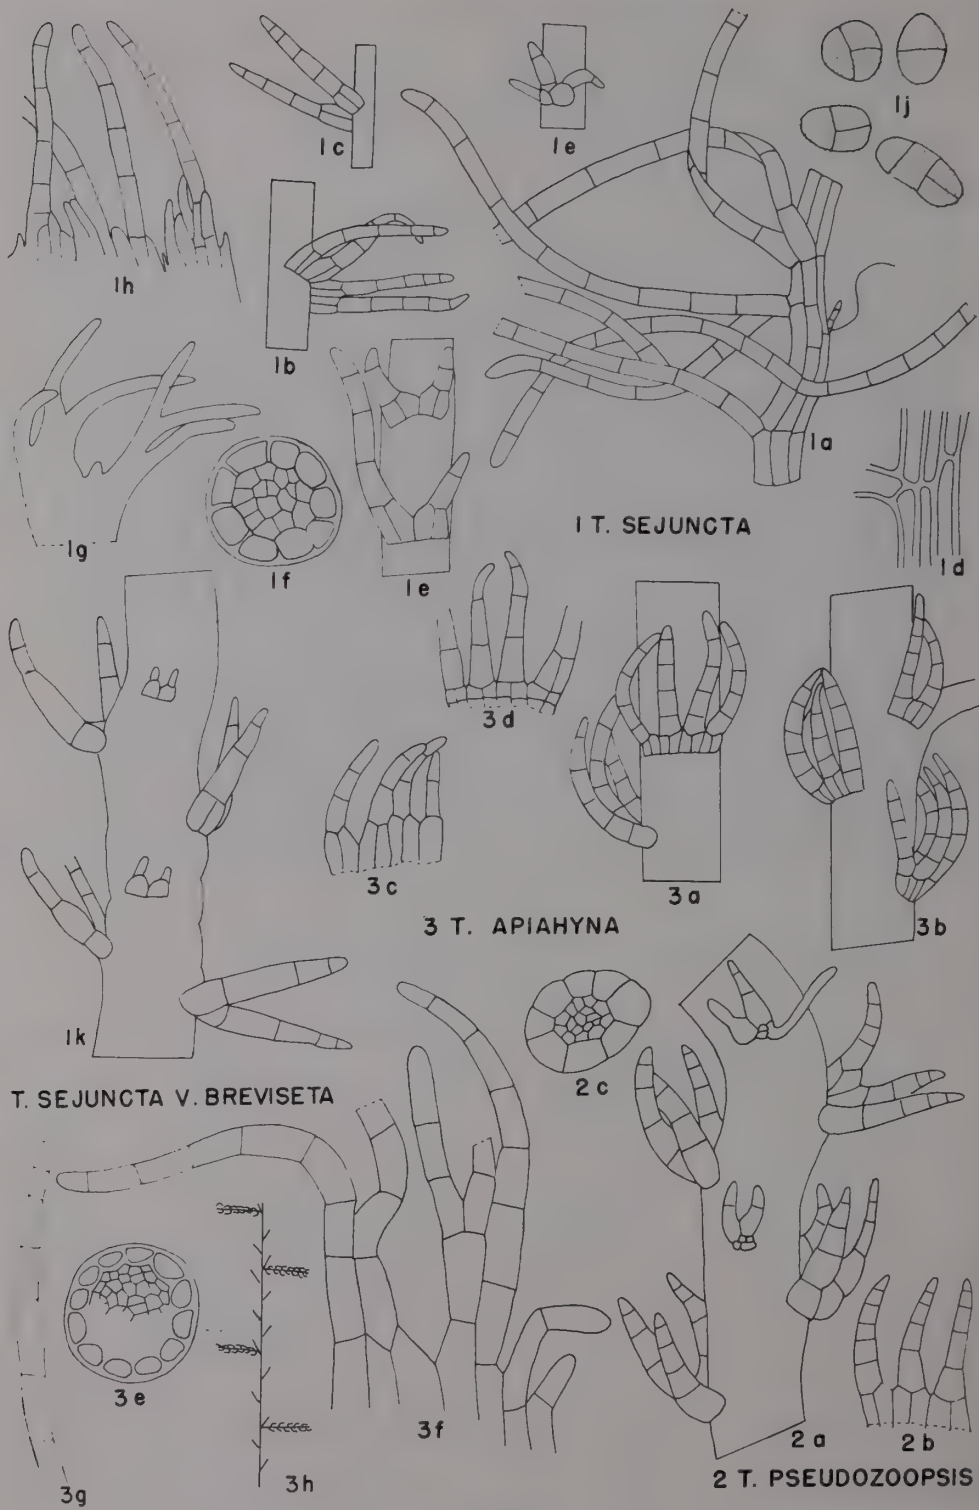 1h
1c
1e
1j
1b
1a
1g
1f
1e
1d
1 T. SEJUNCTA
3d
3c
3a
3b
3 T. APIAHYNA
1k
2c
T. SEJUNCTA V. BREVISETA
3e
3f
2a
2b
3g
3h
2 T. PSEUDOZOOPSIS